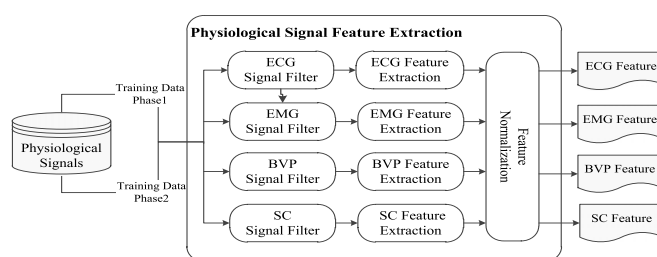 Physiological Signal Feature Extraction
Training Data
Phase1
Physiological
Signals
Training Data
Phase2
ECG
Signal Filter
ECG Feature
Extraction
EMG
Signal Filter
EMG Feature
Extraction
BVP
Signal Filter
BVP Feature
Extraction
SC
Signal Filter
SC Feature
Extraction
Feature
Normalization
ECG Feature
EMG Feature
BVP Feature
SC Feature